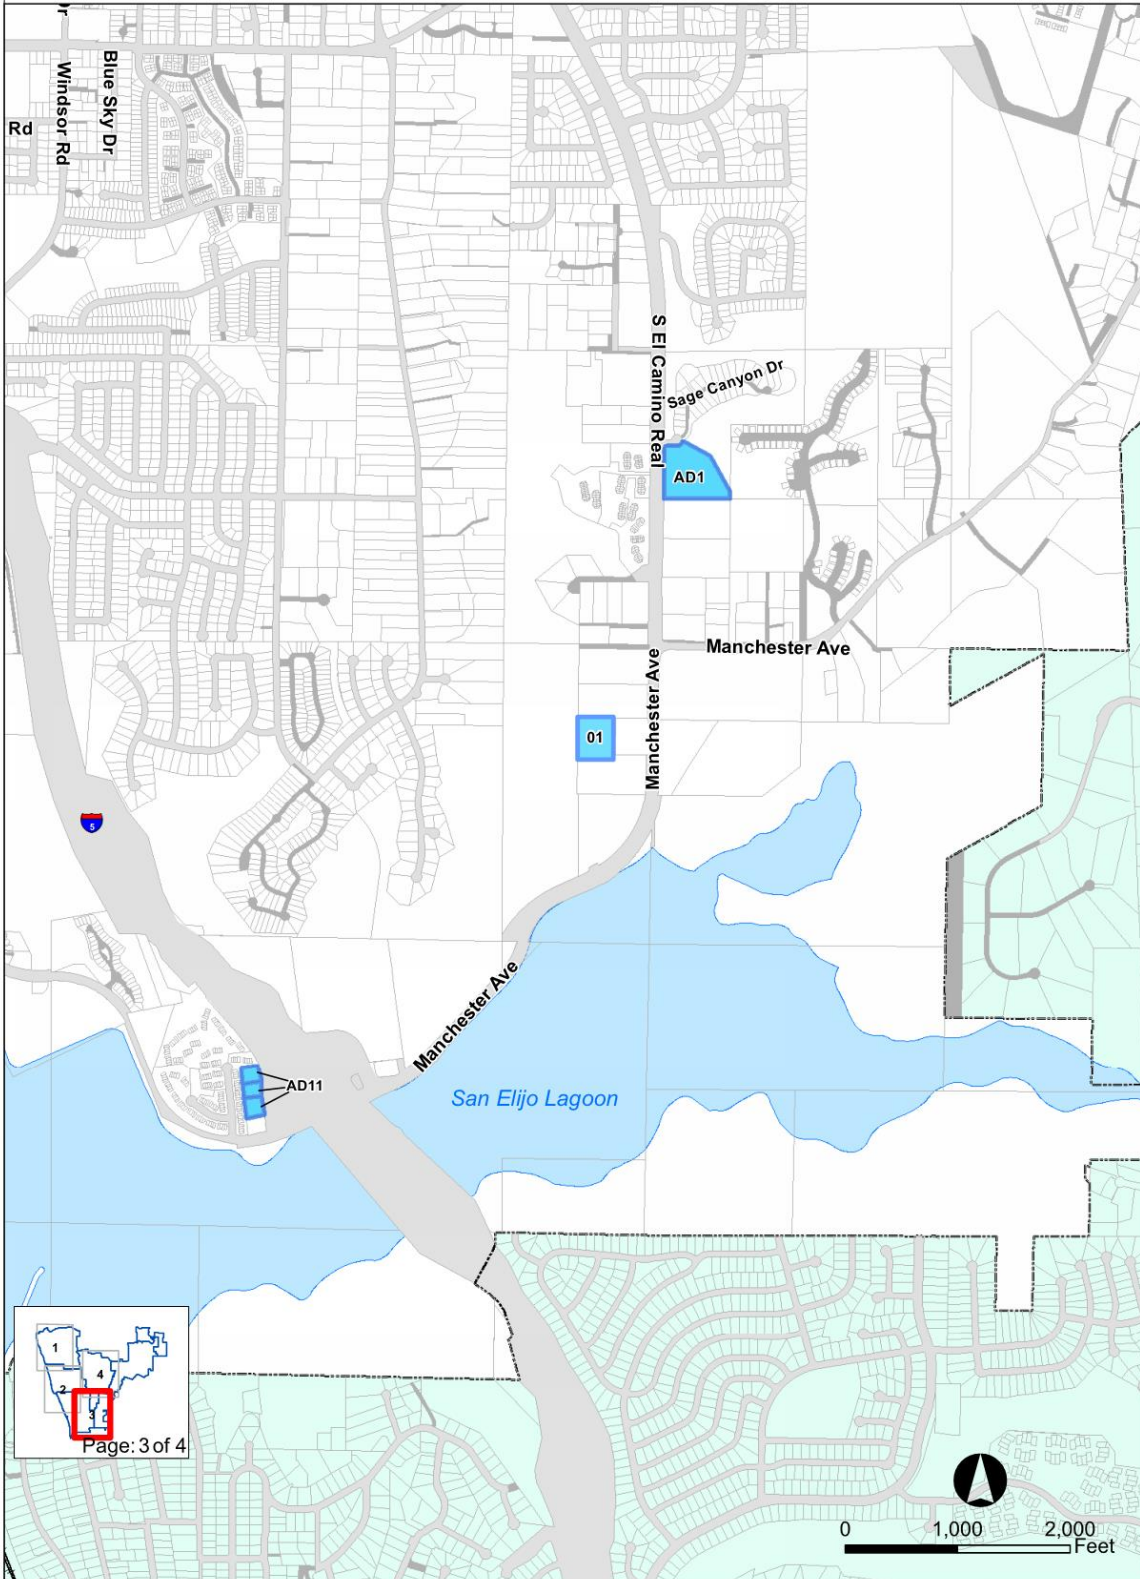 Dr
Windsor Rd
Blue Sky Dr
Rd
S El Camino Real
Sage Canyon Dr
AD1
Manchester Ave
Manchester Ave
01
5
Manchester Ave
AD11
San Elijo Lagoon
1
4
2
3
Page: 3 of 4
0 1,000 2,000
Feet